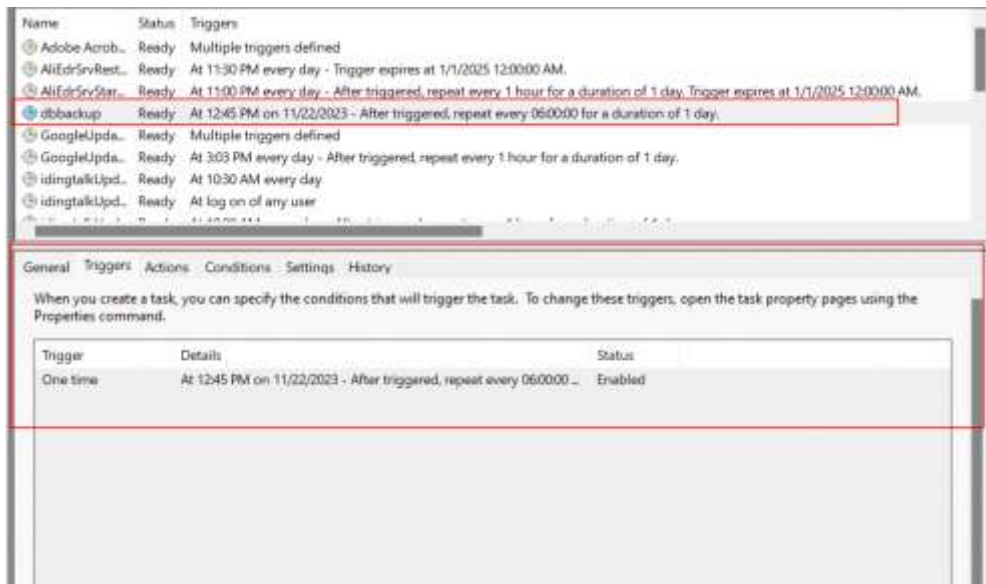 Name Status Triggers
Adobe Acrob... Ready Multiple triggers defined
AliEdrSrvRest... Ready At 11:30 PM every day - Trigger expires at 1/1/2025 12:00:00 AM.
AliEdrSrvStar... Ready At 11:00 PM every day - After triggered, repeat every 1 hour for a duration of 1 day. Trigger expires at 1/1/2025 12:00:00 AM.
dbbackup Ready At 12:45 PM on 11/22/2023 - After triggered, repeat every 06:00:00 for a duration of 1 day.
GoogleUpda... Ready Multiple triggers defined
GoogleUpda... Ready At 3:03 PM every day - After triggered, repeat every 1 hour for a duration of 1 day.
idingtalkUpd... Ready At 10:30 AM every day
idingtalkUpd... Ready At log on of any user
General Triggers Actions Conditions Settings History
When you create a task, you can specify the conditions that will trigger the task. To change these triggers, open the task property pages using the
Properties command.
Trigger Details Status
One time At 12:45 PM on 11/22/2023 - After triggered, repeat every 06:00:00 ... Enabled